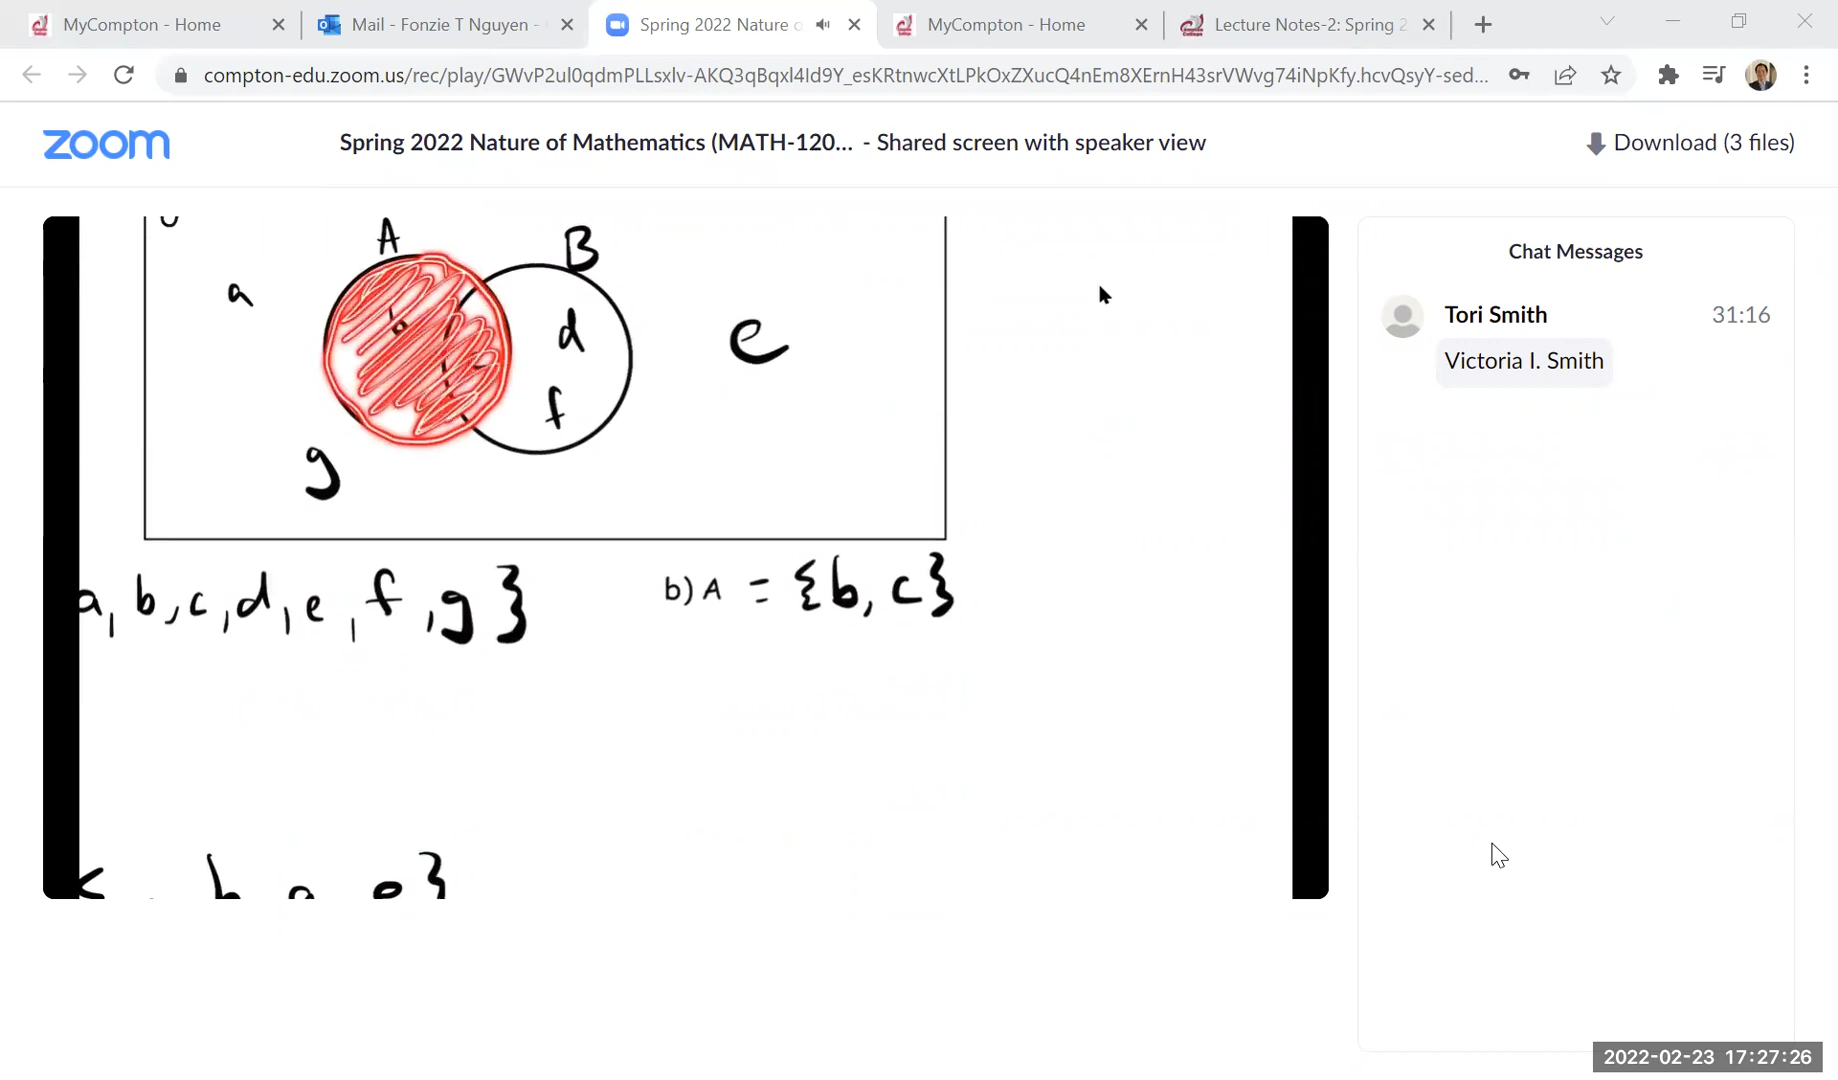 MyCompton - Home
Mail - Fonzie T Nguyen -
Spring 2022 Nature o
MyCompton - Home
Lecture Notes-2: Spring 2
compton-edu.zoom.us/rec/play/GWvP2ul0qdmPLLsxlv-AKQ3qBqxl4Id9Y_esKRtnwcXtLPkOxZXucQ4nEm8XErnH43srVWvg74iNpKfy.hcvQsyY-sed...
zoom
Spring 2022 Nature of Mathematics (MATH-120... - Shared screen with speaker view
Download (3 files)
A
B
a
b
d
e
c
f
g
a, b, c, d, e, f, g }
b) A = {b, c}
Chat Messages
Tori Smith 31:16
Victoria I. Smith
2022-02-23 17:27:26